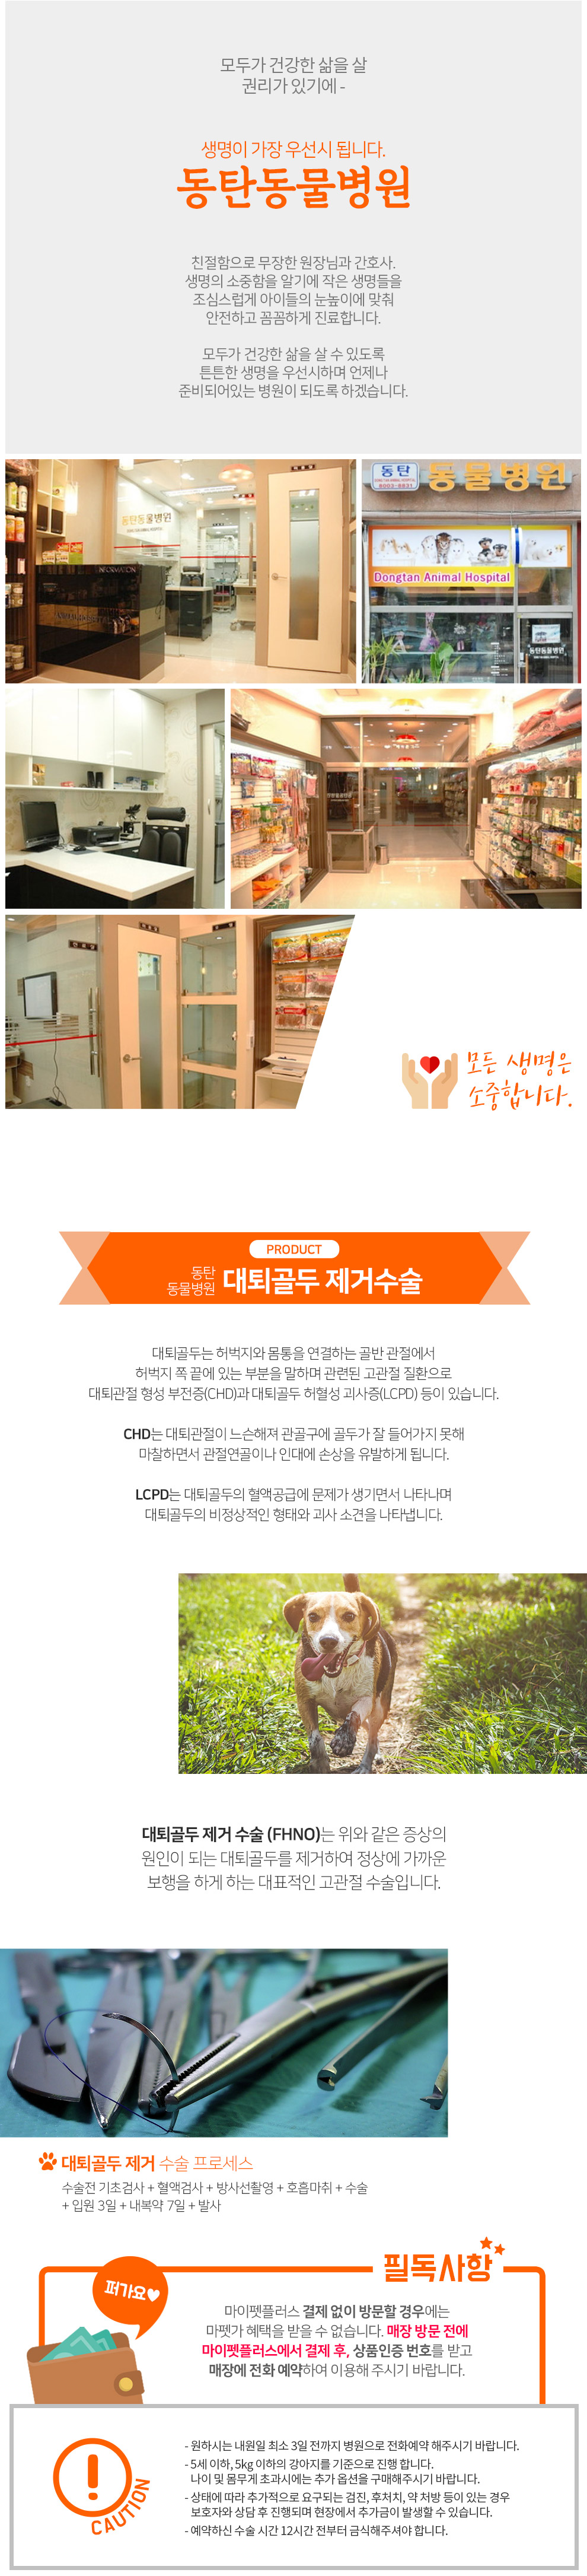 모두가 건강한 삶을 살
권리가 있기에 -
생명이 가장 우선시 됩니다.
동탄동물병원
친절함으로 무장한 원장님과 간호사.
생명의 소중함을 알기에 작은 생명들을
조심스럽게 아이들의 눈높이에 맞춰
안전하고 꼼꼼하게 진료합니다.
모두가 건강한 삶을 살 수 있도록
튼튼한 생명을 우선시하며 언제나
준비되어있는 병원이 되도록 하겠습니다.
동탄동물병원
INFORMATION
동탄 동물병원
8003-8831
Dongtan Animal Hospital
동탄동물병원
모든 생명은
소중합니다.
PRODUCT
동탄
동물병원 대퇴골두 제거수술
대퇴골두는 허벅지와 몸통을 연결하는 골반 관절에서
허벅지 쪽 끝에 있는 부분을 말하며 관련된 고관절 질환으로
대퇴관절 형성 부전증(CHD)과 대퇴골두 허혈성 괴사증(LCPD) 등이 있습니다.
CHD는 대퇴관절이 느슨해져 관골구에 골두가 잘 들어가지 못해
마찰하면서 관절연골이나 인대에 손상을 유발하게 됩니다.
LCPD는 대퇴골두의 혈액공급에 문제가 생기면서 나타나며
대퇴골두의 비정상적인 형태와 괴사 소견을 나타냅니다.
대퇴골두 제거 수술 (FHNO)는 위와 같은 증상의
원인이 되는 대퇴골두를 제거하여 정상에 가까운
보행을 하게 하는 대표적인 고관절 수술입니다.
대퇴골두 제거 수술 프로세스
수술전 기초검사 + 혈액검사 + 방사선촬영 + 호흡마취 + 수술
+ 입원 3일 + 내복약 7일 + 발사
필독사항
퍼가요♥
마이펫플러스 결제 없이 방문할 경우에는
마펫가 혜택을 받을 수 없습니다. 매장 방문 전에
마이펫플러스에서 결제 후, 상품인증 번호를 받고
매장에 전화 예약하여 이용해 주시기 바랍니다.
CAUTION
- 원하시는 내원일 최소 3일 전까지 병원으로 전화예약 해주시기 바랍니다.
- 5세 이하, 5kg 이하의 강아지를 기준으로 진행 합니다.
나이 및 몸무게 초과시에는 추가 옵션을 구매해주시기 바랍니다.
- 상태에 따라 추가적으로 요구되는 검진, 후처치, 약 처방 등이 있는 경우
보호자와 상담 후 진행되며 현장에서 추가금이 발생할 수 있습니다.
- 예약하신 수술 시간 12시간 전부터 금식해주셔야 합니다.